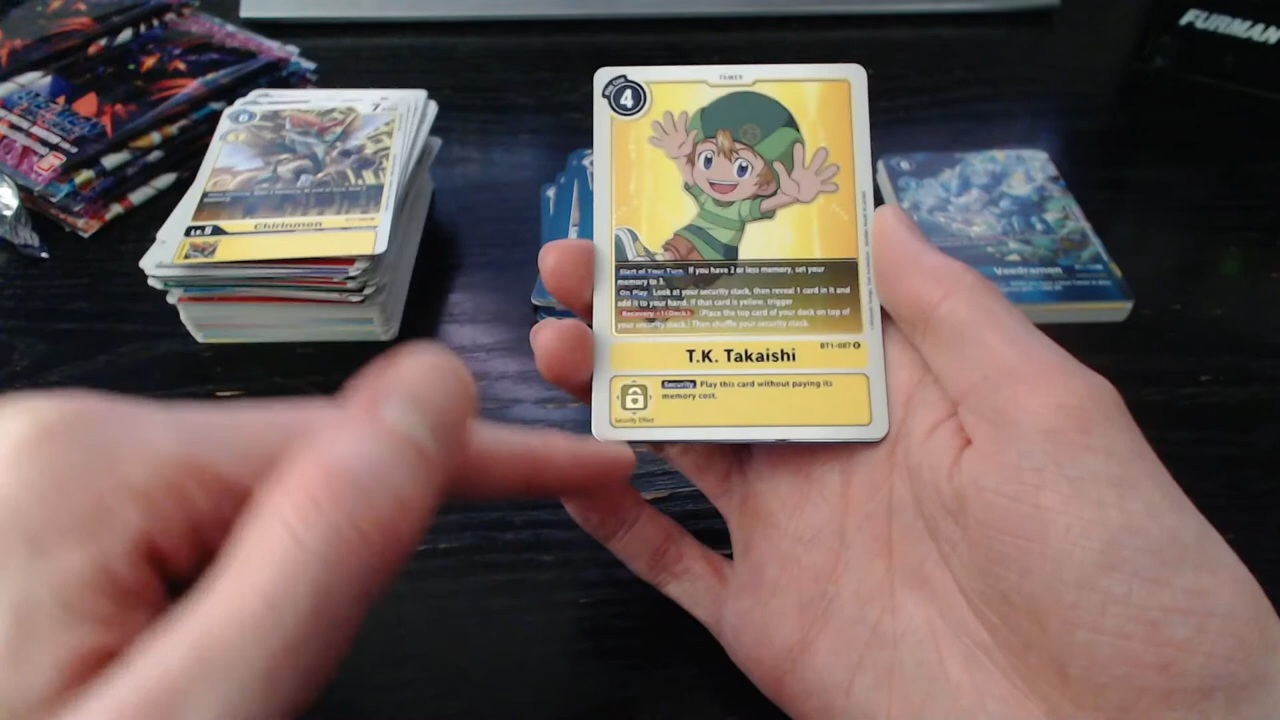 FURMAN
7
6
Chirinmon
Lv.6
TAMER
4
Start of Your Turn If you have 2 or less memory, set your
memory to 3.
On Play Look at your security stack, then reveal 1 card in it and
add it to your hand. If that card is yellow, trigger
Recovery +1 (Deck). (Place the top card of your deck on top of
your security stack.) Then shuffle your security stack.
BT1-087 R
T.K. Takaishi
Security Play this card without paying its
memory cost.
Security Effect
Veedramon